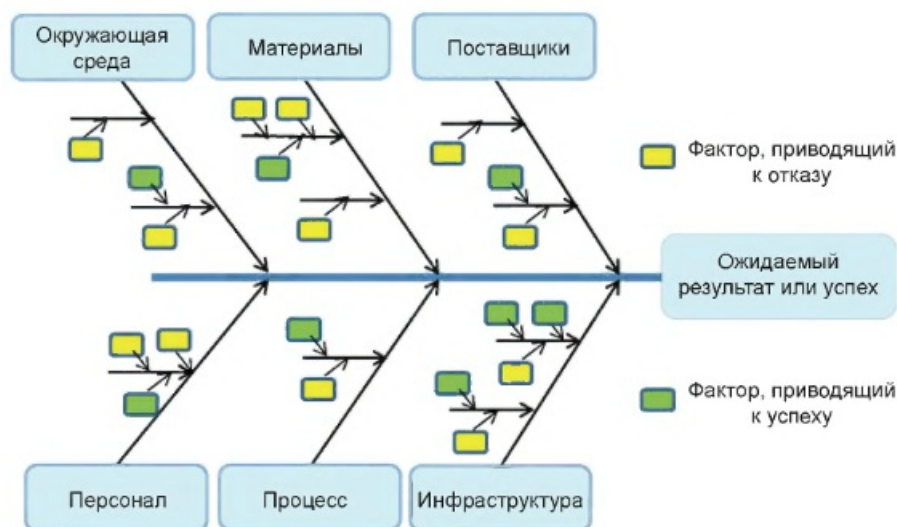 Окружающая
среда
Материалы
Поставщики
Фактор, приводящий
к отказу
Ожидаемый
результат или успех
Фактор, приводящий
к успеху
Персонал
Процесс
Инфраструктура